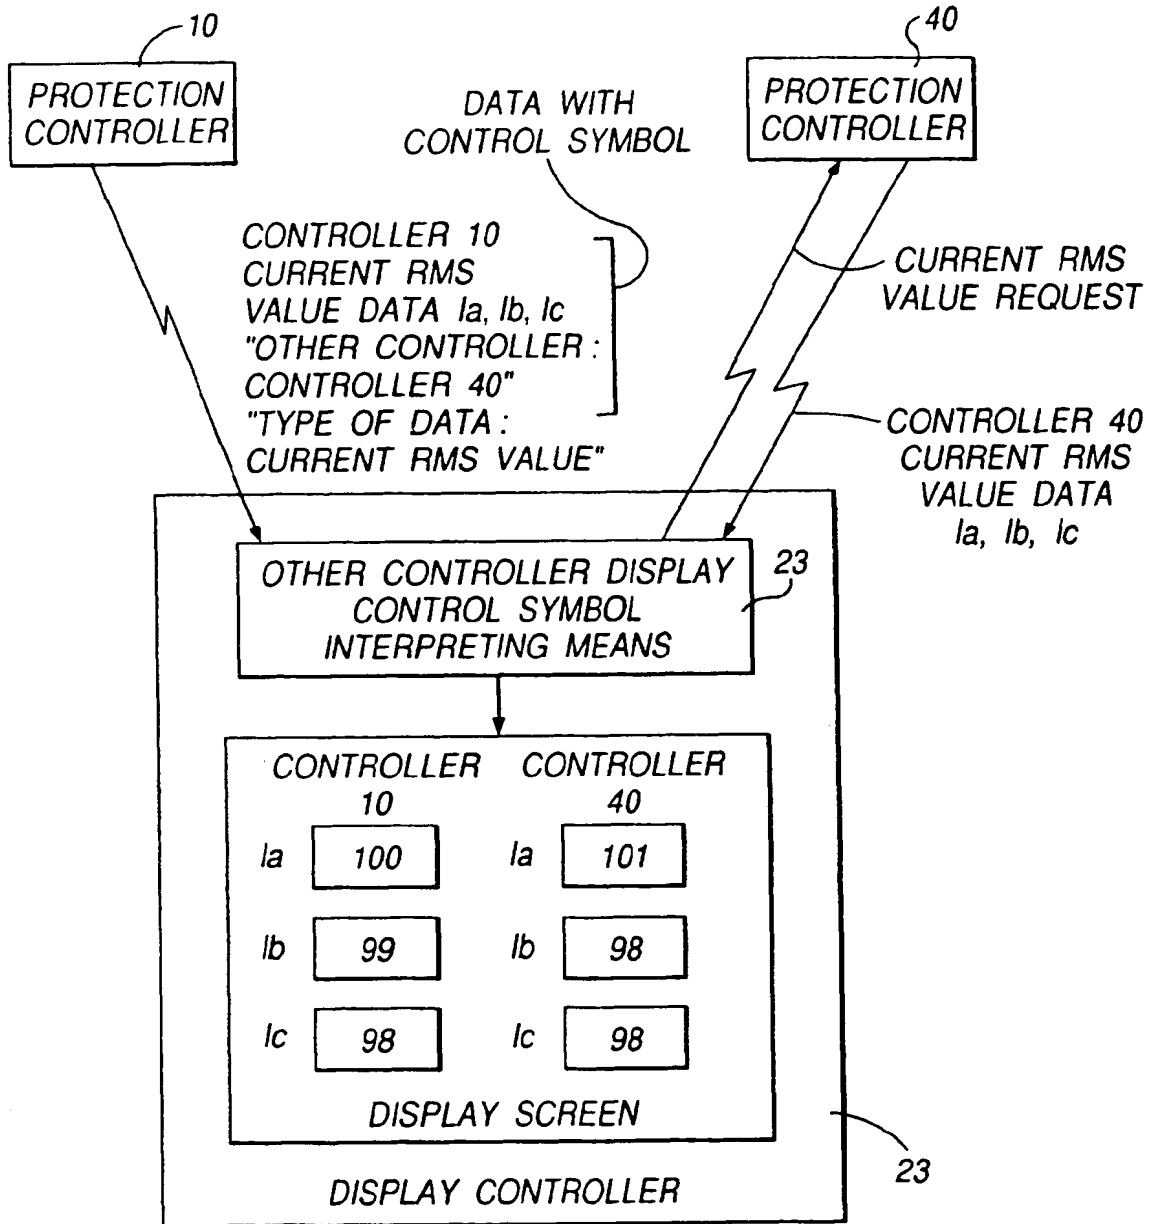 10
PROTECTION
CONTROLLER
40
PROTECTION
CONTROLLER
DATA WITH
CONTROL SYMBOL
CONTROLLER 10
CURRENT RMS
VALUE DATA Ia, Ib, Ic
"OTHER CONTROLLER :
CONTROLLER 40"
"TYPE OF DATA :
CURRENT RMS VALUE"
CURRENT RMS
VALUE REQUEST
CONTROLLER 40
CURRENT RMS
VALUE DATA
Ia, Ib, Ic
OTHER CONTROLLER DISPLAY
CONTROL SYMBOL
INTERPRETING MEANS
23
CONTROLLER CONTROLLER
10 40
Ia 100 Ia 101
Ib 99 Ib 98
Ic 98 Ic 98
DISPLAY SCREEN
23
DISPLAY CONTROLLER